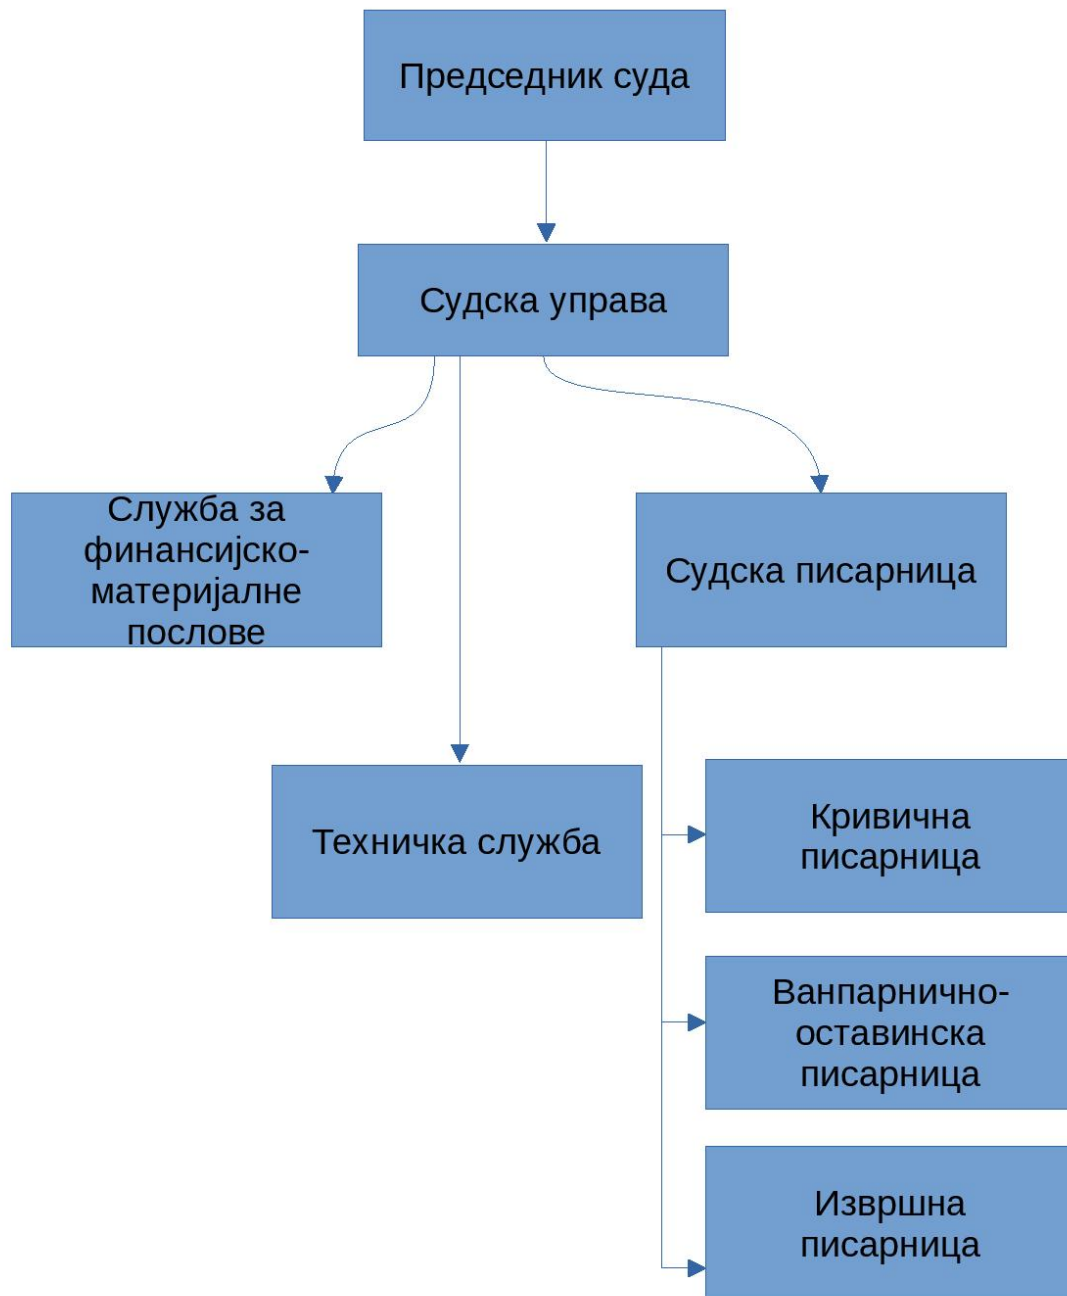 Председник суда
Судска управа
Служба за
финансијско-
материјалне
послове
Судска писарница
Техничка служба
Кривична
писарница
Ванпарнично-
оставинска
писарница
Извршна
писарница